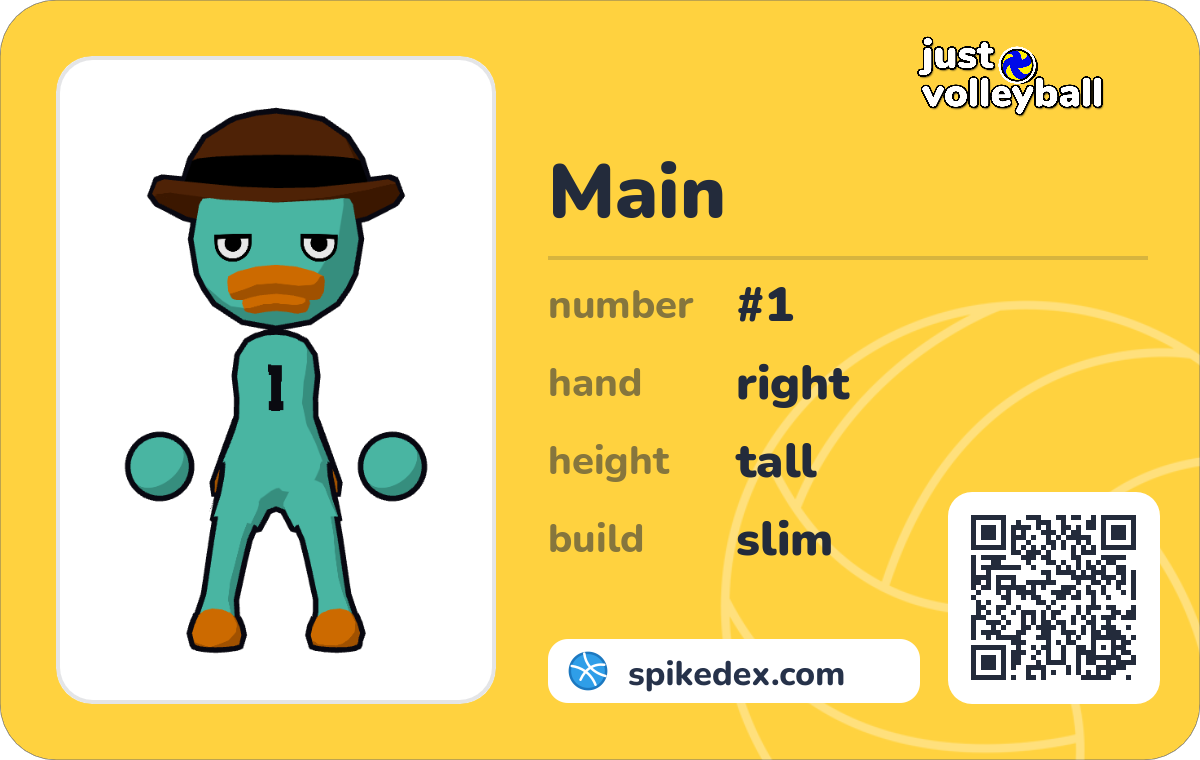 just
volleyball
Main
number #1
hand right
height tall
build slim
1
spikedex.com